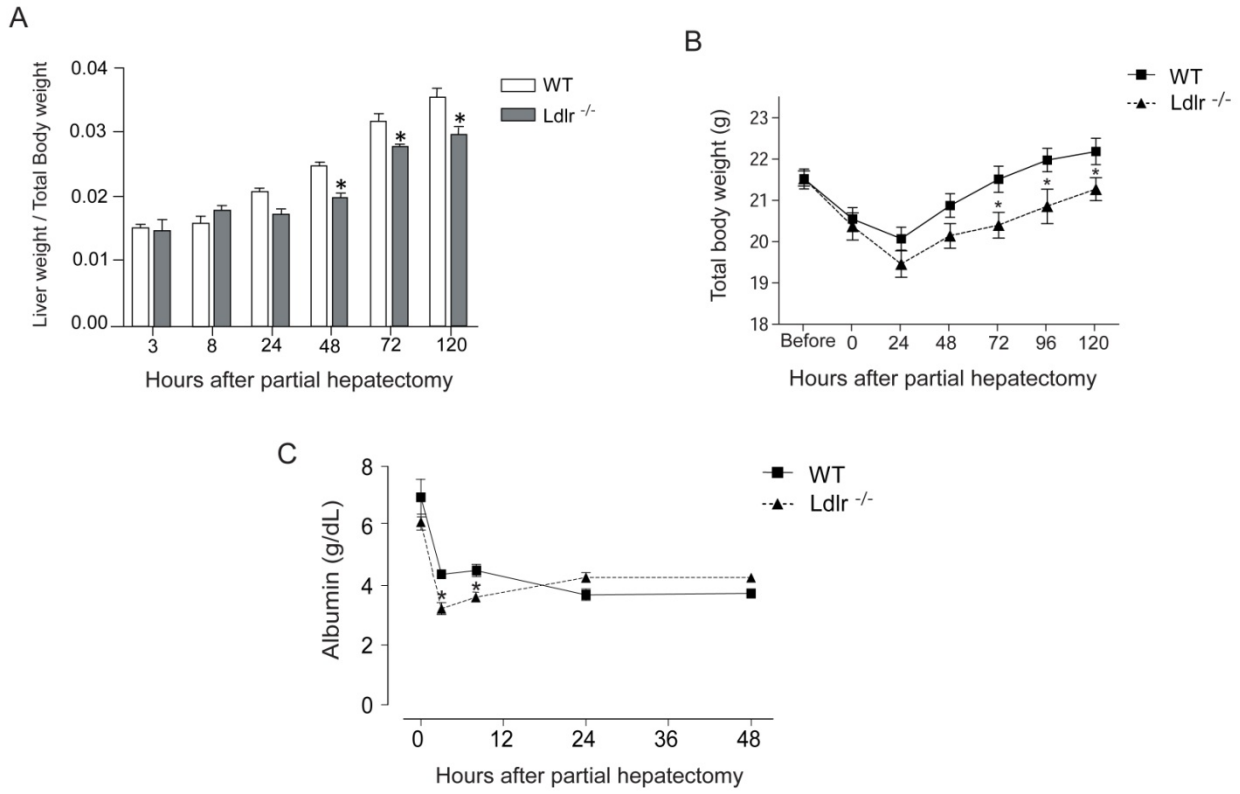 A
Liver weight / Total Body weight
0.04
0.03
0.02
0.01
0.00
WT
Ldlr -/-
*
*
*
3 8 24 48 72 120
Hours after partial hepatectomy
B
Total body weight (g)
23
22
21
20
19
18
WT
Ldlr -/-
*
*
*
Before 0 24 48 72 96 120
Hours after partial hepatectomy
C
Albumin (g/dL)
8
6
4
2
0
WT
Ldlr -/-
*
*
0 12 24 36 48
Hours after partial hepatectomy